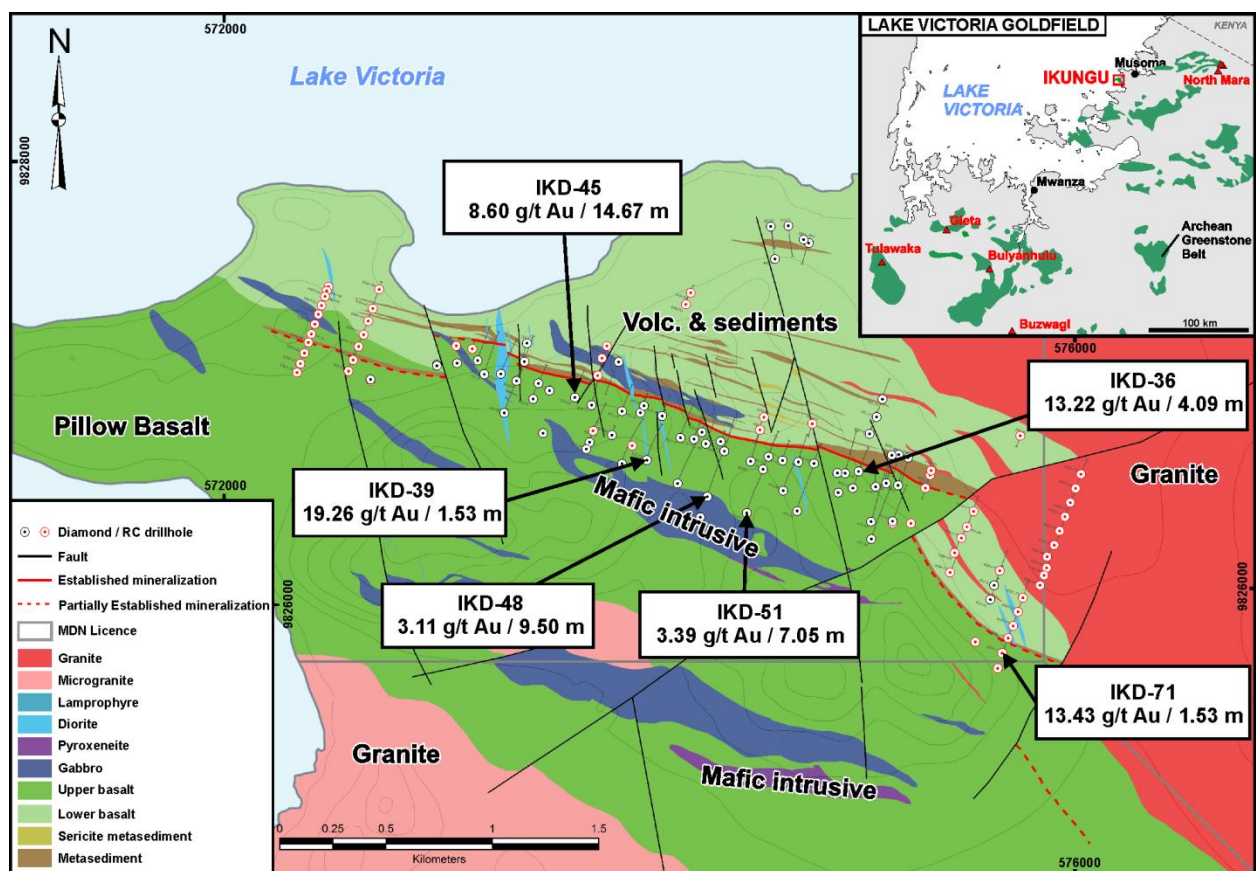 572000
N
Lake Victoria
9828000
LAKE VICTORIA GOLDFIELD
KENYA
Musoma
IKUNGU
North Mara
LAKE
VICTORIA
Mwanza
Gieta
Tulawaka
Bulyanhulu
Archean
Greenstone
Belt
Buzwagi
100 km
576000
IKD-45
8.60 g/t Au / 14.67 m
Volc. & sediments
IKD-36
13.22 g/t Au / 4.09 m
Pillow Basalt
Granite
IKD-39
19.26 g/t Au / 1.53 m
Mafic intrusive
572000
9826000
9826000
IKD-48
3.11 g/t Au / 9.50 m
IKD-51
3.39 g/t Au / 7.05 m
IKD-71
13.43 g/t Au / 1.53 m
Granite
Mafic intrusive
Diamond / RC drillhole
Fault
Established mineralization
Partially Established mineralization
MDN Licence
Granite
Microgranite
Lamprophyre
Diorite
Pyroxeneite
Gabbro
Upper basalt
Lower basalt
Sericite metasediment
Metasediment
0 0.25 0.5 1 1.5
Kilometers
576000